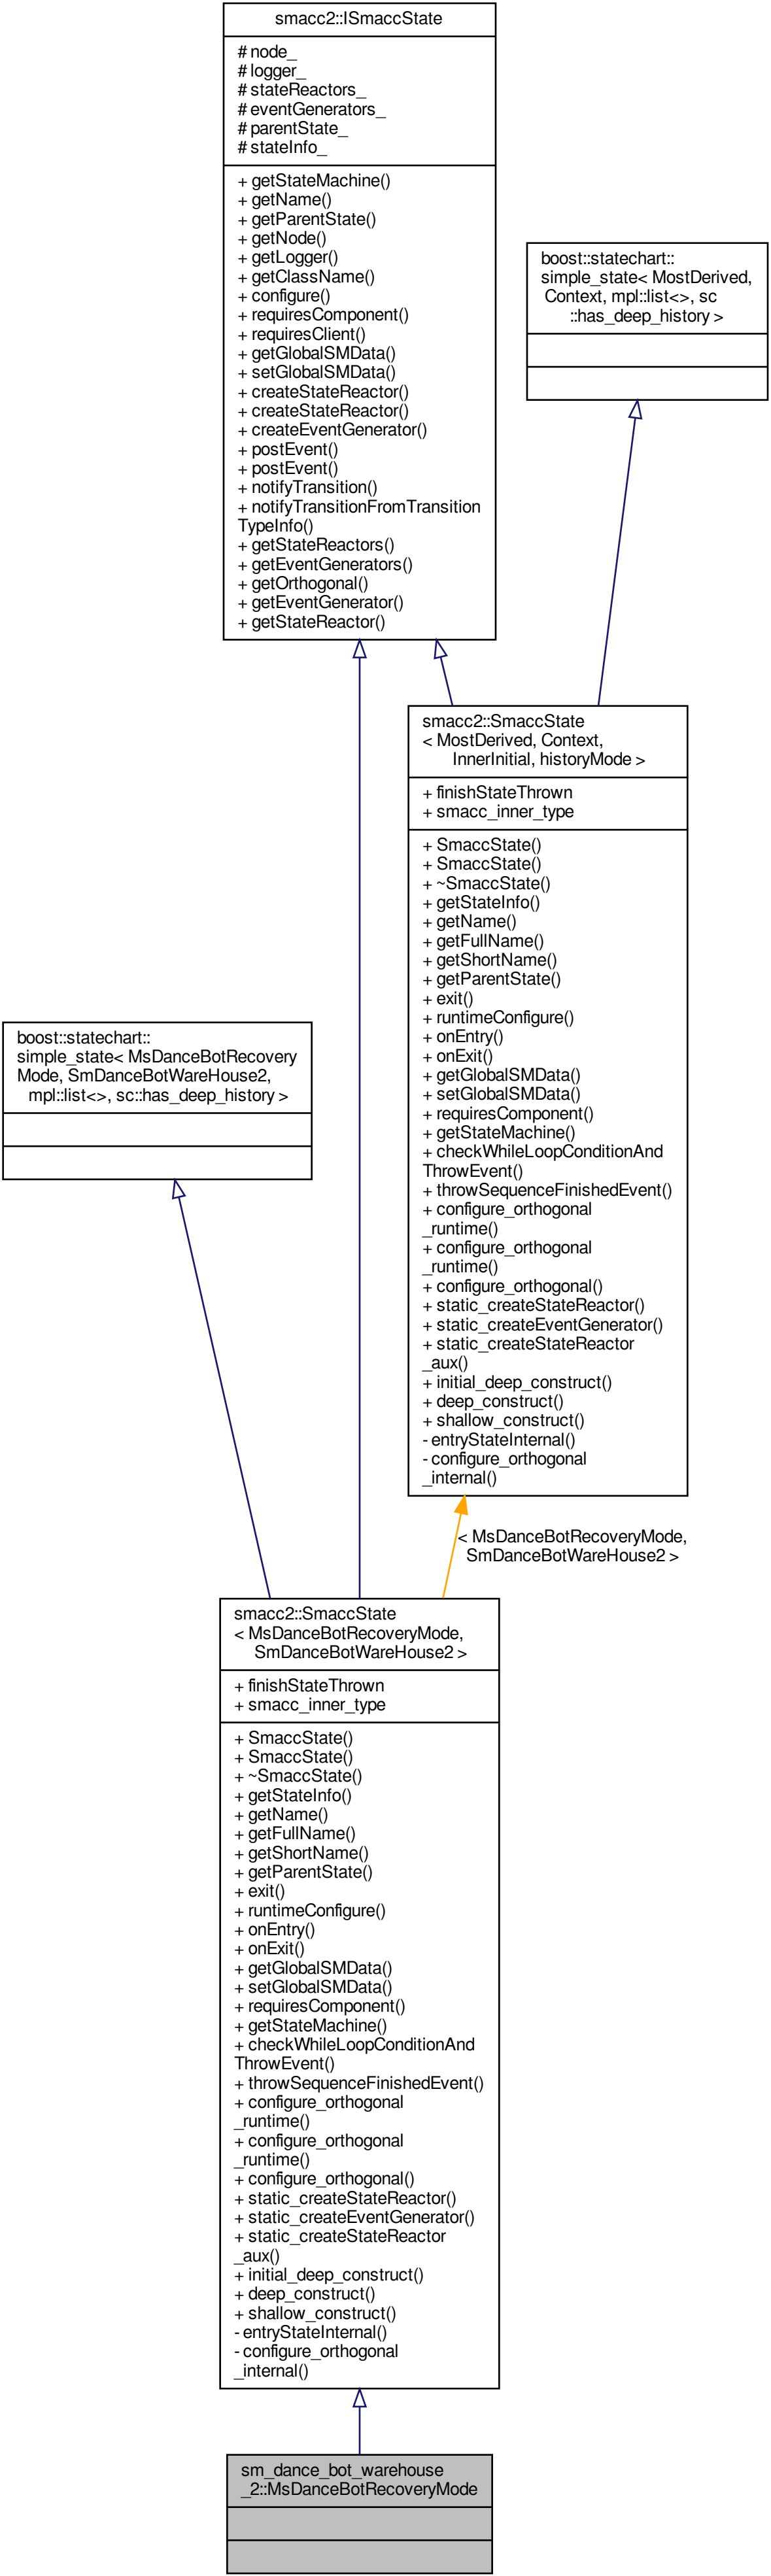 smacc2::ISmaccState
# node_
# logger_
# stateReactors_
# eventGenerators_
# parentState_
# stateInfo_
+ getStateMachine()
+ getName()
+ getParentState()
+ getNode()
+ getLogger()
+ getClassName()
+ configure()
+ requiresComponent()
+ requiresClient()
+ getGlobalSMData()
+ setGlobalSMData()
+ createStateReactor()
+ createStateReactor()
+ createEventGenerator()
+ postEvent()
+ postEvent()
+ notifyTransition()
+ notifyTransitionFromTransition
TypeInfo()
+ getStateReactors()
+ getEventGenerators()
+ getOrthogonal()
+ getEventGenerator()
+ getStateReactor()
boost::statechart::
simple_state< MostDerived,
Context, mpl::list<>, sc
::has_deep_history >
smacc2::SmaccState
< MostDerived, Context,
InnerInitial, historyMode >
+ finishStateThrown
+ smacc_inner_type
+ SmaccState()
+ SmaccState()
+ ~SmaccState()
+ getStateInfo()
+ getName()
+ getFullName()
+ getShortName()
+ getParentState()
+ exit()
+ runtimeConfigure()
+ onEntry()
+ onExit()
+ getGlobalSMData()
+ setGlobalSMData()
+ requiresComponent()
+ getStateMachine()
+ checkWhileLoopConditionAnd
ThrowEvent()
+ throwSequenceFinishedEvent()
+ configure_orthogonal
_runtime()
+ configure_orthogonal
_runtime()
+ configure_orthogonal()
+ static_createStateReactor()
+ static_createEventGenerator()
+ static_createStateReactor
_aux()
+ initial_deep_construct()
+ deep_construct()
+ shallow_construct()
- entryStateInternal()
- configure_orthogonal
_internal()
boost::statechart::
simple_state< MsDanceBotRecovery
Mode, SmDanceBotWareHouse2,
mpl::list<>, sc::has_deep_history >
< MsDanceBotRecoveryMode,
SmDanceBotWareHouse2 >
smacc2::SmaccState
< MsDanceBotRecoveryMode,
SmDanceBotWareHouse2 >
+ finishStateThrown
+ smacc_inner_type
+ SmaccState()
+ SmaccState()
+ ~SmaccState()
+ getStateInfo()
+ getName()
+ getFullName()
+ getShortName()
+ getParentState()
+ exit()
+ runtimeConfigure()
+ onEntry()
+ onExit()
+ getGlobalSMData()
+ setGlobalSMData()
+ requiresComponent()
+ getStateMachine()
+ checkWhileLoopConditionAnd
ThrowEvent()
+ throwSequenceFinishedEvent()
+ configure_orthogonal
_runtime()
+ configure_orthogonal
_runtime()
+ configure_orthogonal()
+ static_createStateReactor()
+ static_createEventGenerator()
+ static_createStateReactor
_aux()
+ initial_deep_construct()
+ deep_construct()
+ shallow_construct()
- entryStateInternal()
- configure_orthogonal
_internal()
sm_dance_bot_warehouse
_2::MsDanceBotRecoveryMode